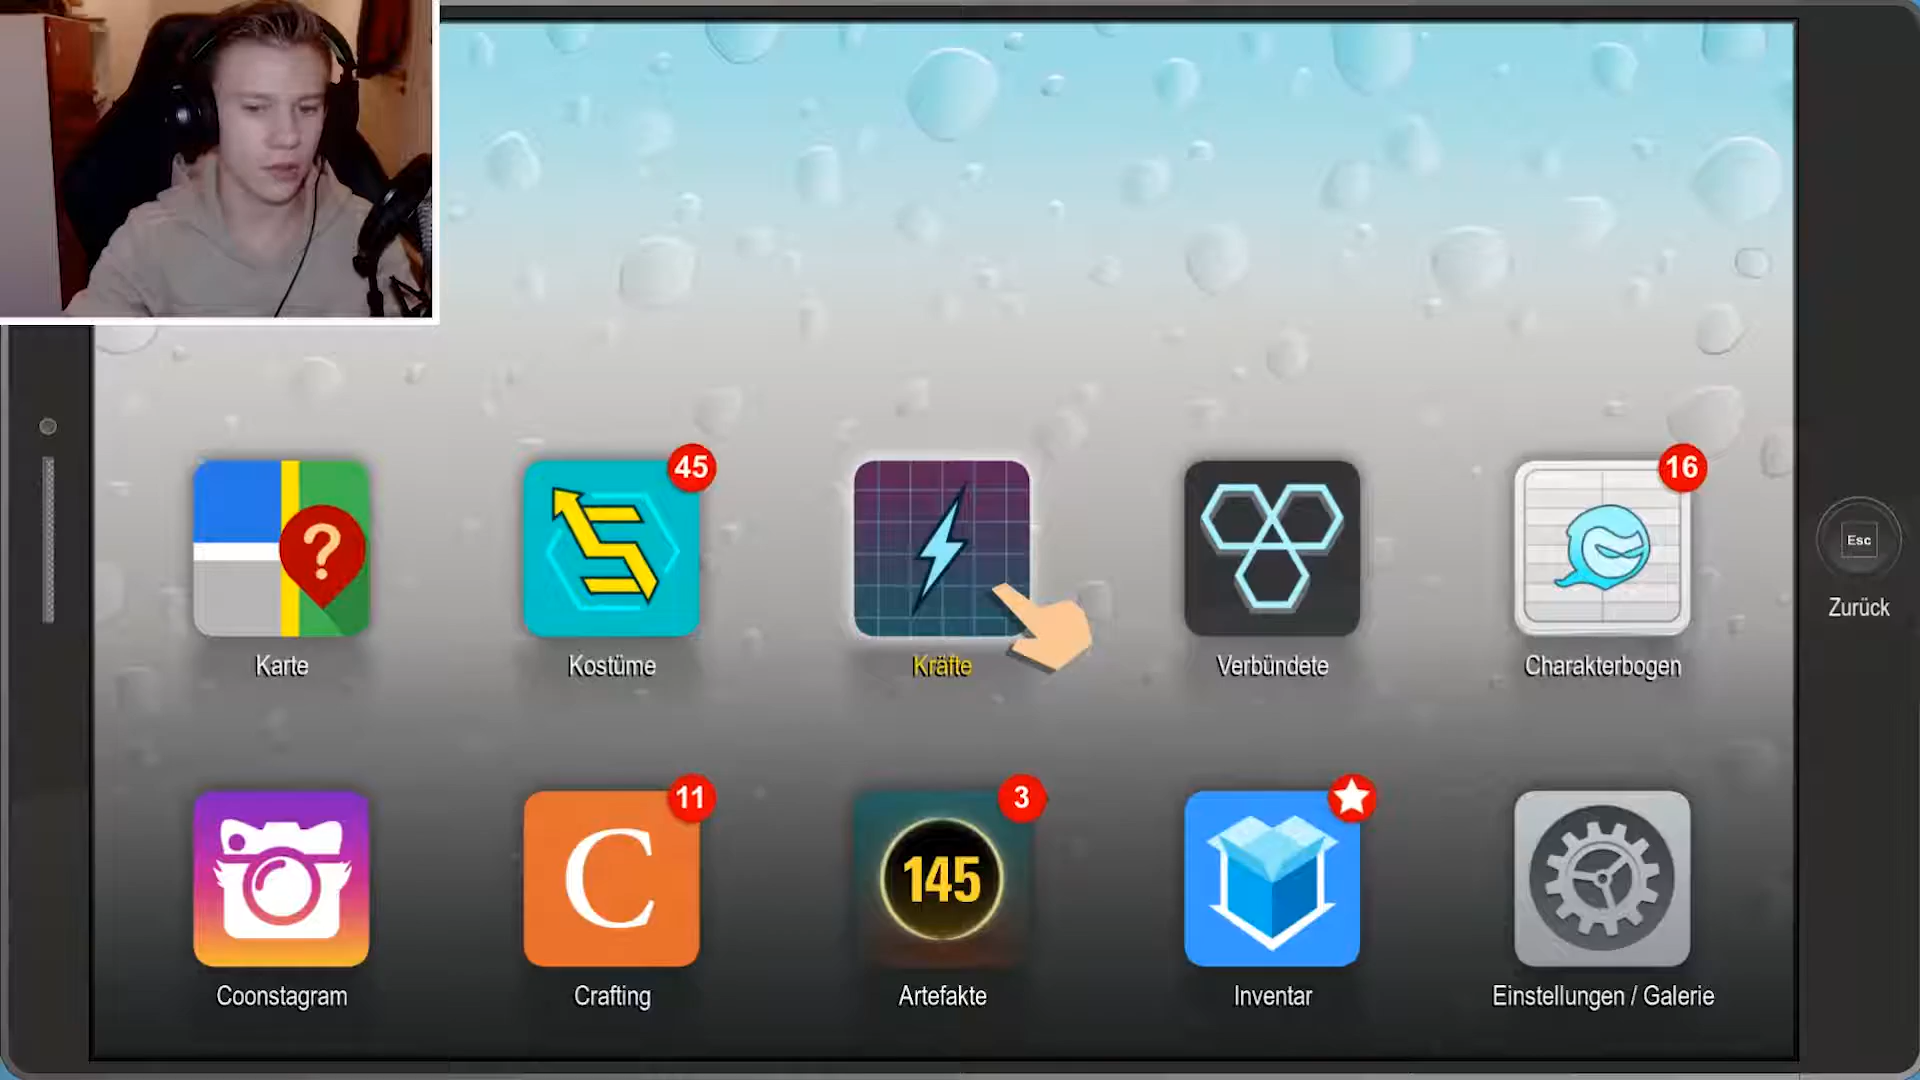 45
16
?
Esc
Karte
Kostüme
Kräfte
Verbündete
Charakterbogen
Zurück
11
3
C
145
Coonstagram
Crafting
Artefakte
Inventar
Einstellungen / Galerie